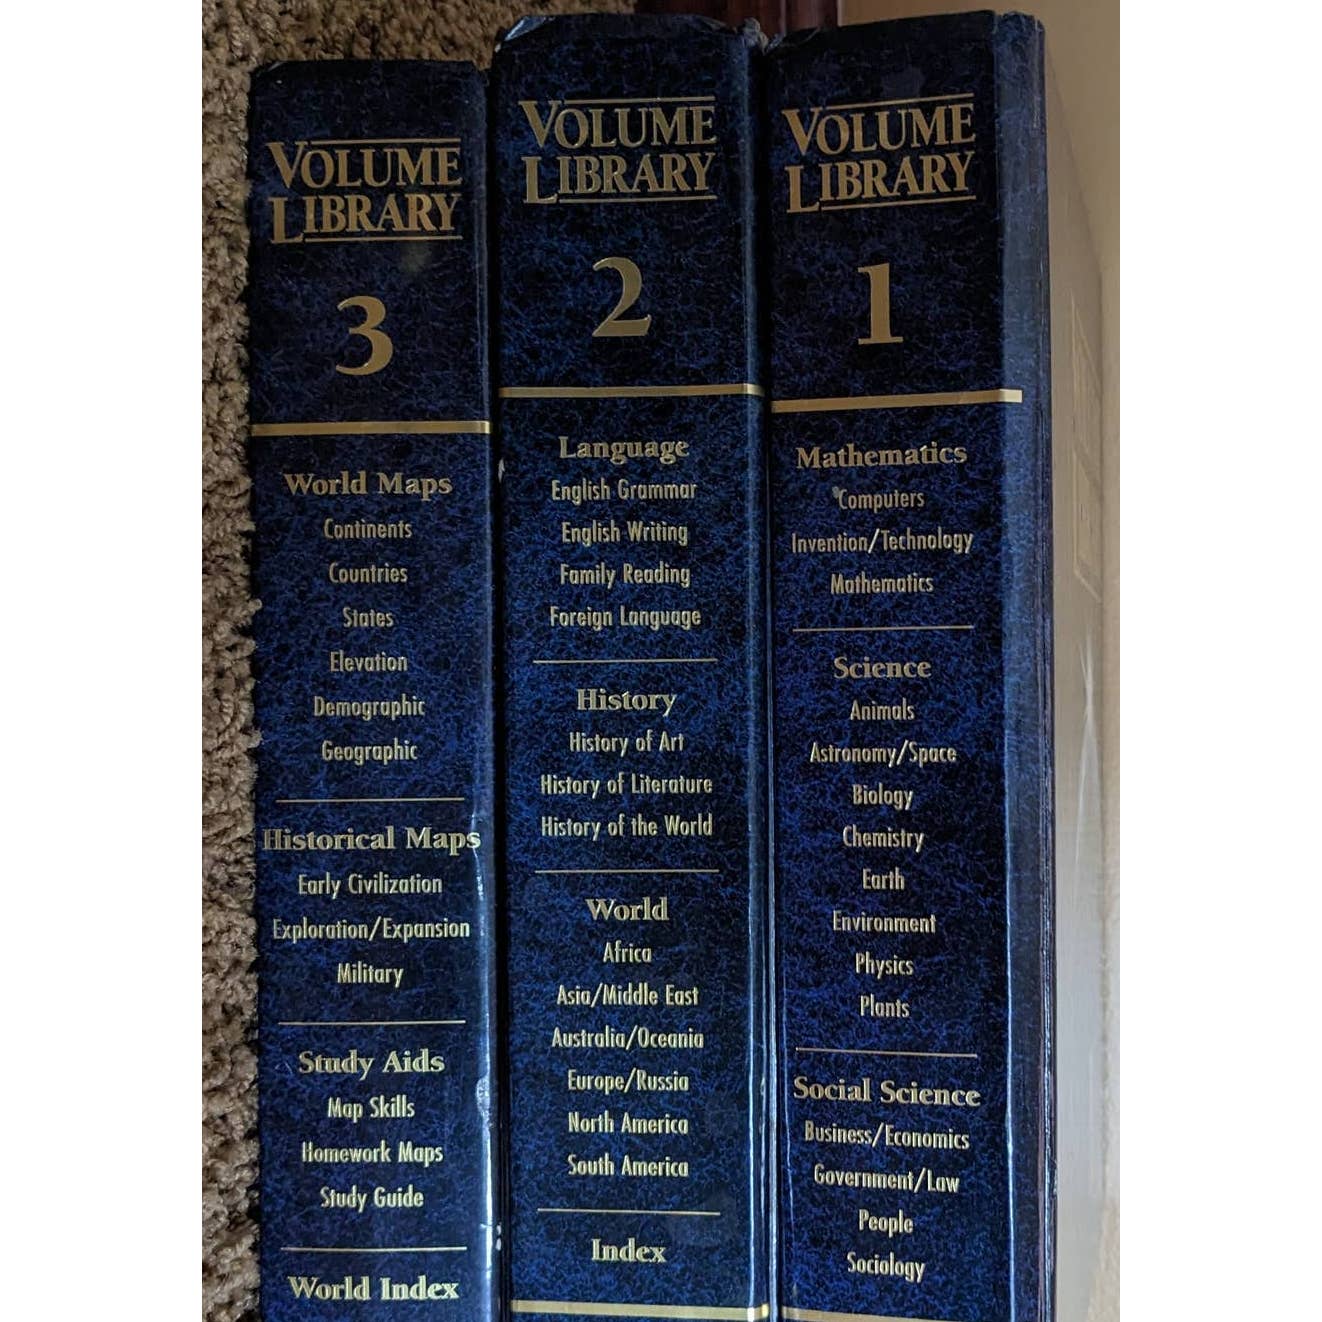 VOLUME
LIBRARY
3
World Maps
Continents
Countries
States
Elevation
Demographic
Geographic
Historical Maps
Early Civilization
Exploration/Expansion
Military
Study Aids
Map Skills
Homework Maps
Study Guide
World Index
VOLUME
LIBRARY
2
Language
English Grammar
English Writing
Family Reading
Foreign Language
History
History of Art
History of Literature
History of the World
World
Africa
Asia/Middle East
Australia/Oceania
Europe/Russia
North America
South America
Index
VOLUME
LIBRARY
1
Mathematics
Computers
Invention/Technology
Mathematics
Science
Animals
Astronomy/Space
Biology
Chemistry
Earth
Environment
Physics
Plants
Social Science
Business/Economics
Government/Law
People
Sociology